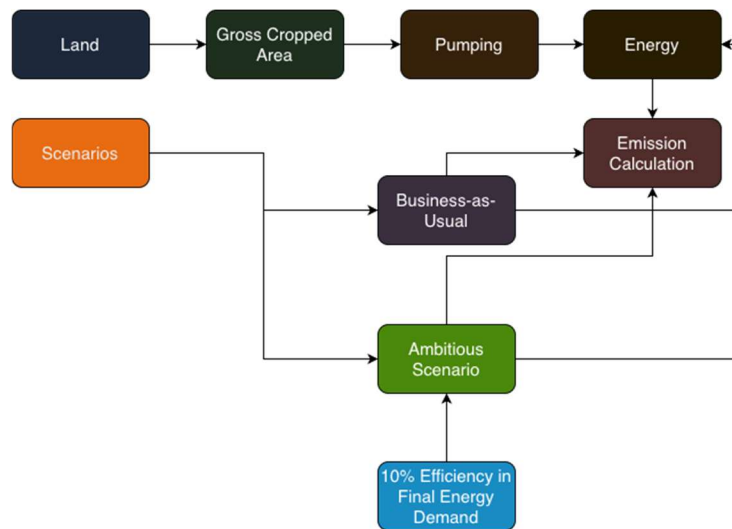 Land
Gross Cropped
Area
Pumping
Energy
Scenarios
Emission
Calculation
Business-as-
Usual
Ambitious
Scenario
10% Efficiency in
Final Energy
Demand